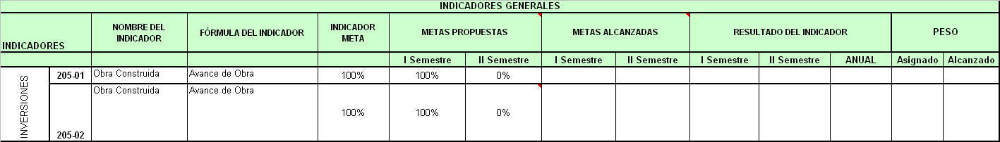 INDICADORES GENERALES
INDICADORES
NOMBRE DEL INDICADOR
FÓRMULA DEL INDICADOR
INDICADOR META
METAS PROPUESTAS
METAS ALCANZADAS
RESULTADO DEL INDICADOR
PESO
I Semestre II Semestre I Semestre II Semestre I Semestre II Semestre ANUAL Asignado Alcanzado
INVERSIONES
205-01 Obra Construida Avance de Obra 100% 100% 0%
205-02 Obra Construida Avance de Obra 100% 100% 0%